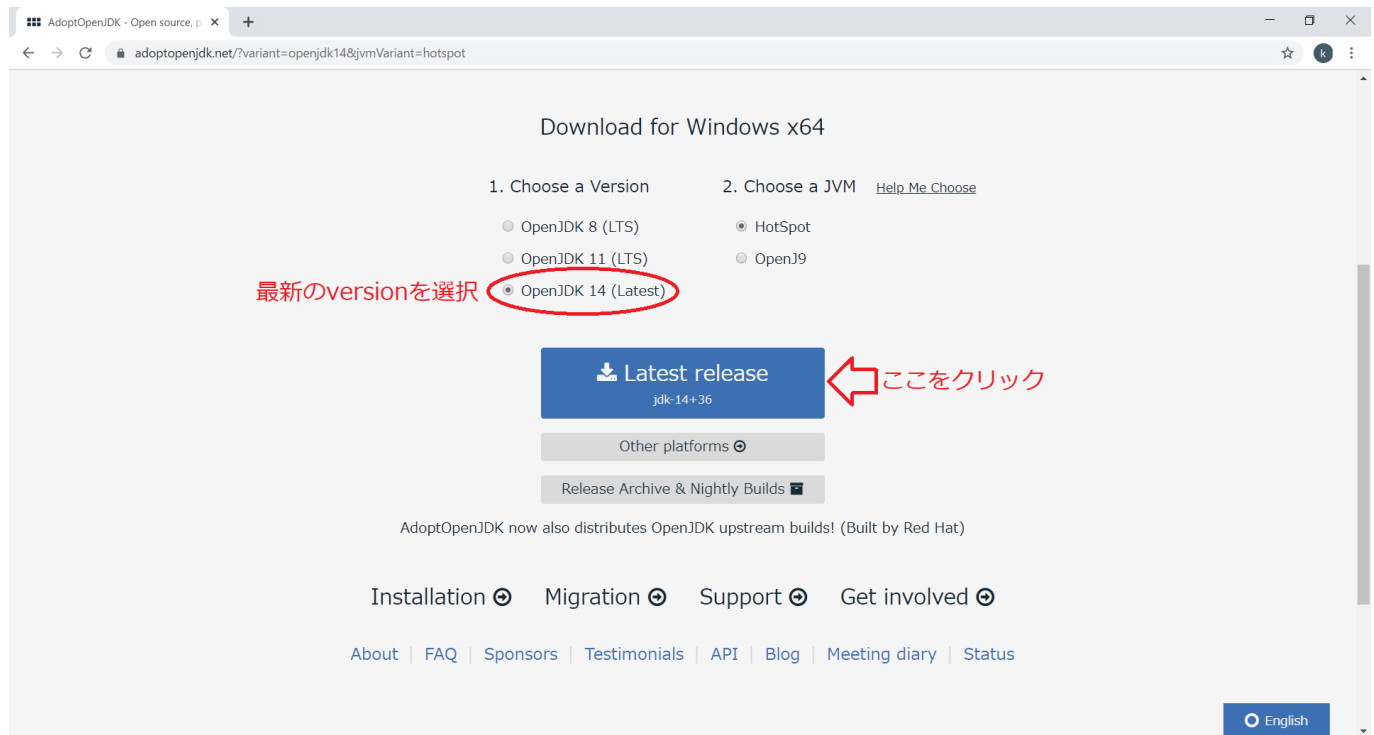 AdoptOpenJDK - Open source, p
adoptopenjdk.net/?variant=openjdk14&jvmVariant=hotspot
k
Download for Windows x64
1. Choose a Version
2. Choose a JVM Help Me Choose
OpenJDK 8 (LTS)
HotSpot
OpenJDK 11 (LTS)
OpenJ9
最新のversionを選択
OpenJDK 14 (Latest)
Latest release
jdk-14+36
ここをクリック
Other platforms
Release Archive & Nightly Builds
AdoptOpenJDK now also distributes OpenJDK upstream builds! (Built by Red Hat)
Installation Migration Support Get involved
About | FAQ | Sponsors | Testimonials | API | Blog | Meeting diary | Status
English